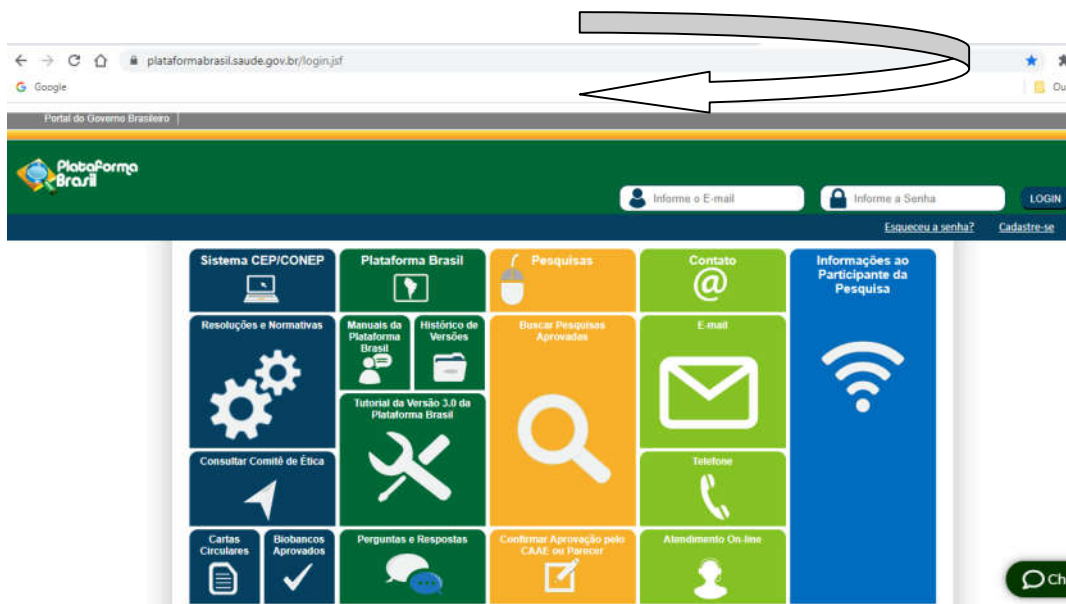 plataformabrasil.saude.gov.br/login.jsf
Google
Portal do Governo Brasileiro
Plataforma
Brasil
Informe o E-mail
Informe a Senha
LOGIN
Esqueceu a senha?
Cadastre-se
Sistema CEP/CONEP
Plataforma Brasil
Pesquisas
Contato
Informações ao
Participante da
Pesquisa
Resoluções e Normativas
Manuais da
Plataforma
Brasil
Histórico de
Versões
Buscar Pesquisas
Aprovadas
E-mail
Tutorial da Versão 3.0 da
Plataforma Brasil
Consultar Comitê de Ética
Telefone
Cartas
Circulares
Biobancos
Aprovados
Perguntas e Respostas
Confirmar Aprovação pelo
CAAE ou Parecer
Atendimento On-line